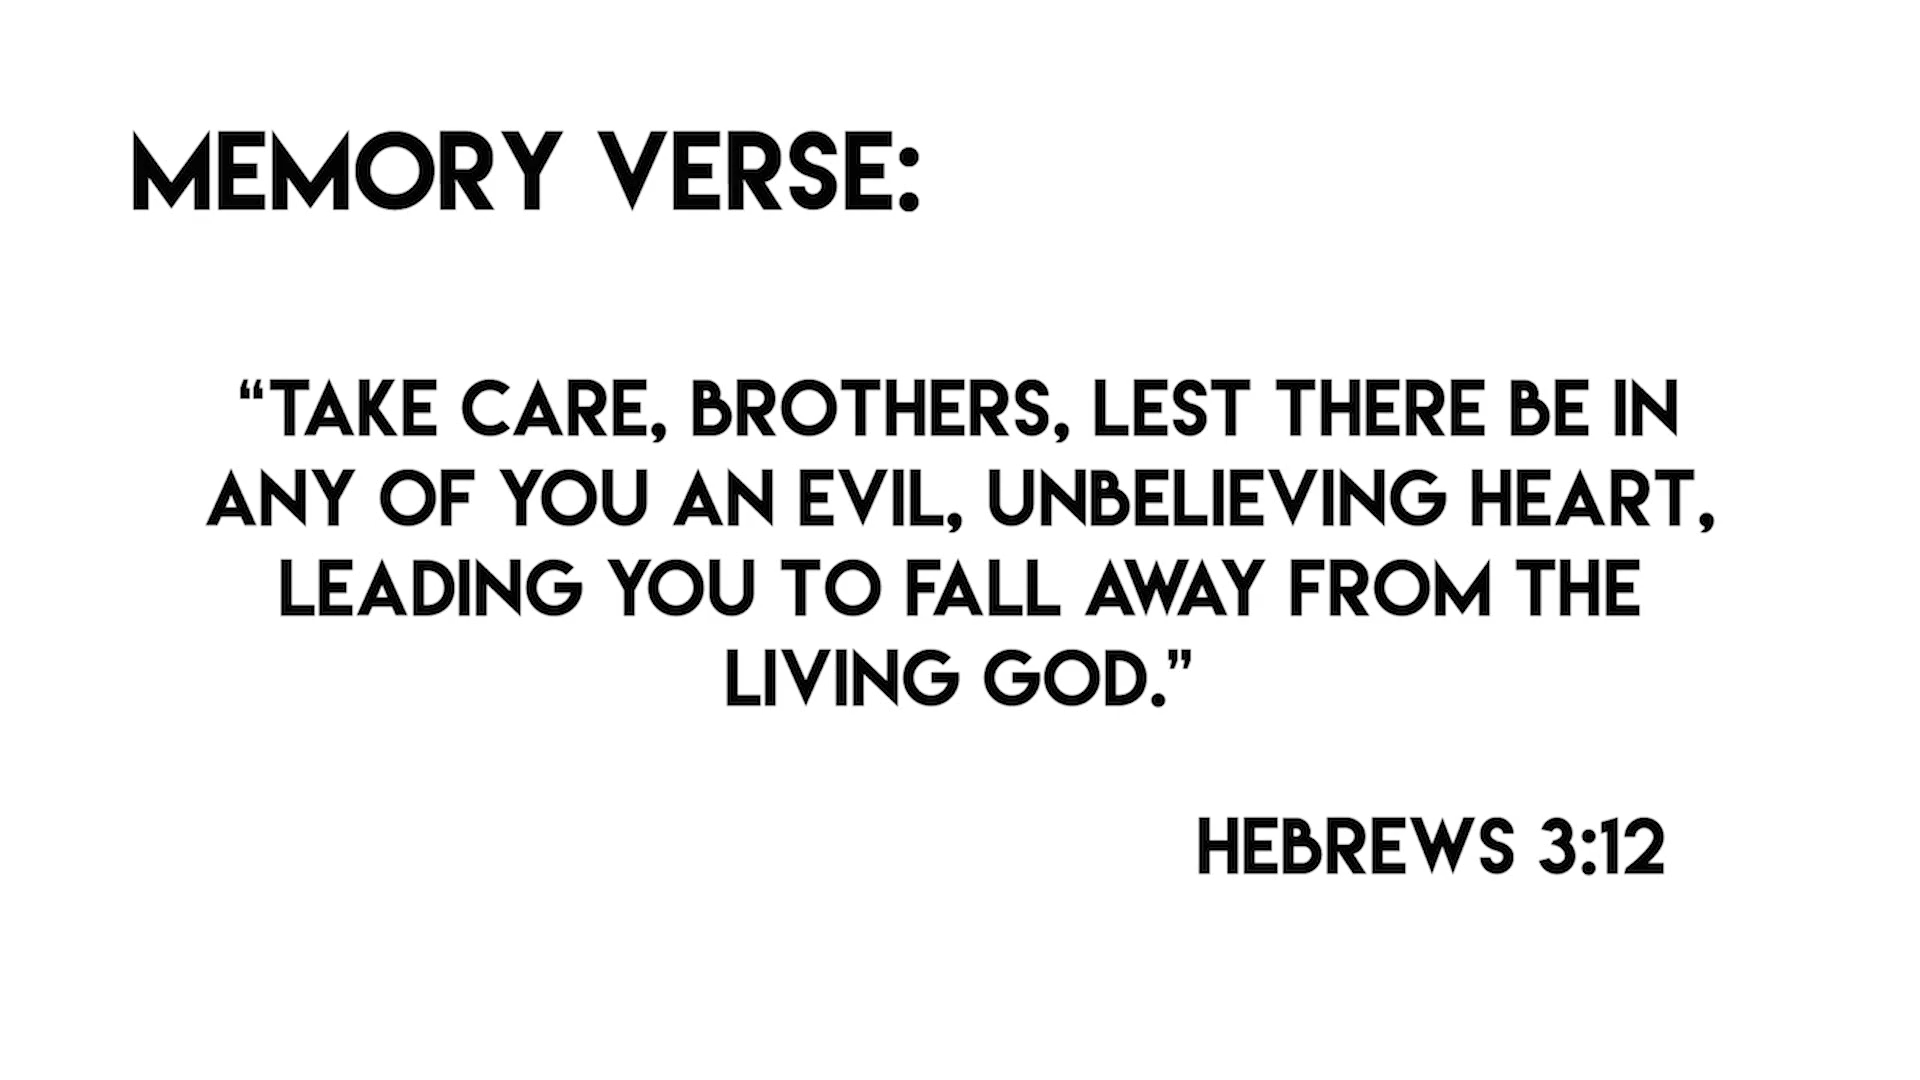 MEMORY VERSE:
“TAKE CARE, BROTHERS, LEST THERE BE IN
ANY OF YOU AN EVIL, UNBELIEVING HEART,
LEADING YOU TO FALL AWAY FROM THE
LIVING GOD.”
HEBREWS 3:12